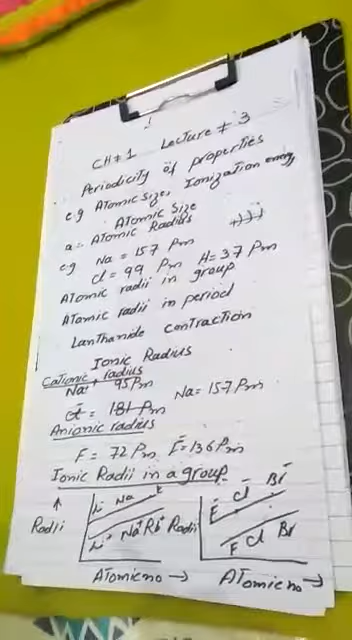 CH # 1 Lecture # 3
Periodicity of properties
e.g Atomic size, Ionization energy
Atomic Size
a:- Atomic Radius
e.g Na = 157 Pm
Cl = 99 Pm H = 37 Pm
Atomic radii in group
Atomic radii in period
Lanthanide contraction
Ionic Radius
Cationic radius
Na⁺ 95 Pm Na = 157 Pm
Cl⁻ = 181 Pm
Anionic radius
F = 72 Pm F⁻ = 136 Pm
Ionic Radii in a group
Li Na
Radii
Li⁺ Na⁺ Rb⁺
Atomic no →
F⁻ Cl⁻ Br⁻
Radii
F Cl Br
Atomic no →